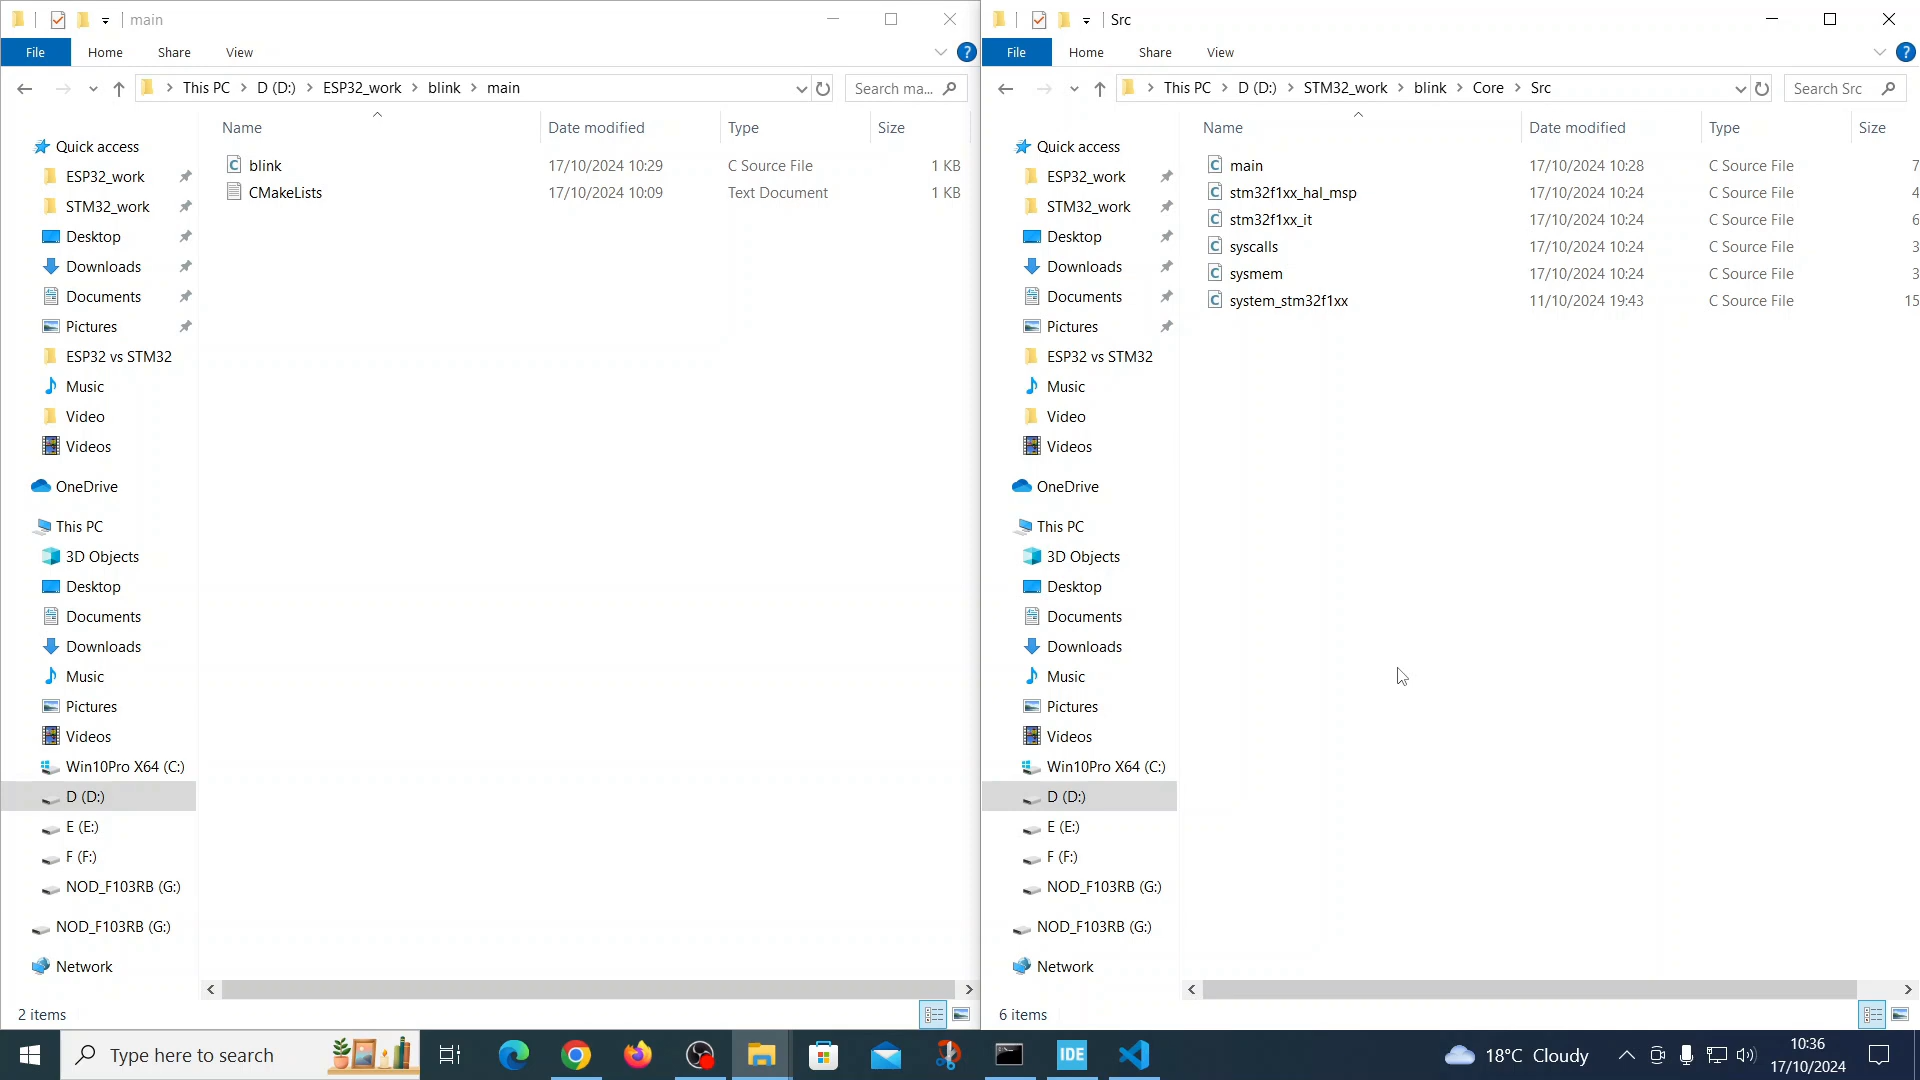 main
File Home Share View
This PC D (D:) ESP32_work blink main
Search ma...
Name Date modified Type Size
blink 17/10/2024 10:29 C Source File 1 KB
CMakeLists 17/10/2024 10:09 Text Document 1 KB
Quick access
ESP32_work
STM32_work
Desktop
Downloads
Documents
Pictures
ESP32 vs STM32
Music
Video
Videos
OneDrive
This PC
3D Objects
Desktop
Documents
Downloads
Music
Pictures
Videos
Win10Pro X64 (C:)
D (D:)
E (E:)
F (F:)
NOD_F103RB (G:)
NOD_F103RB (G:)
Network
2 items
Src
File Home Share View
This PC D (D:) STM32_work blink Core Src
Search Src
Name Date modified Type Size
main 17/10/2024 10:28 C Source File 7
stm32f1xx_hal_msp 17/10/2024 10:24 C Source File 4
stm32f1xx_it 17/10/2024 10:24 C Source File 6
syscalls 17/10/2024 10:24 C Source File 3
sysmem 17/10/2024 10:24 C Source File 3
system_stm32f1xx 11/10/2024 19:43 C Source File 15
Quick access
ESP32_work
STM32_work
Desktop
Downloads
Documents
Pictures
ESP32 vs STM32
Music
Video
Videos
OneDrive
This PC
3D Objects
Desktop
Documents
Downloads
Music
Pictures
Videos
Win10Pro X64 (C:)
D (D:)
E (E:)
F (F:)
NOD_F103RB (G:)
NOD_F103RB (G:)
Network
6 items
Type here to search
IDE
18°C Cloudy
10:36
17/10/2024